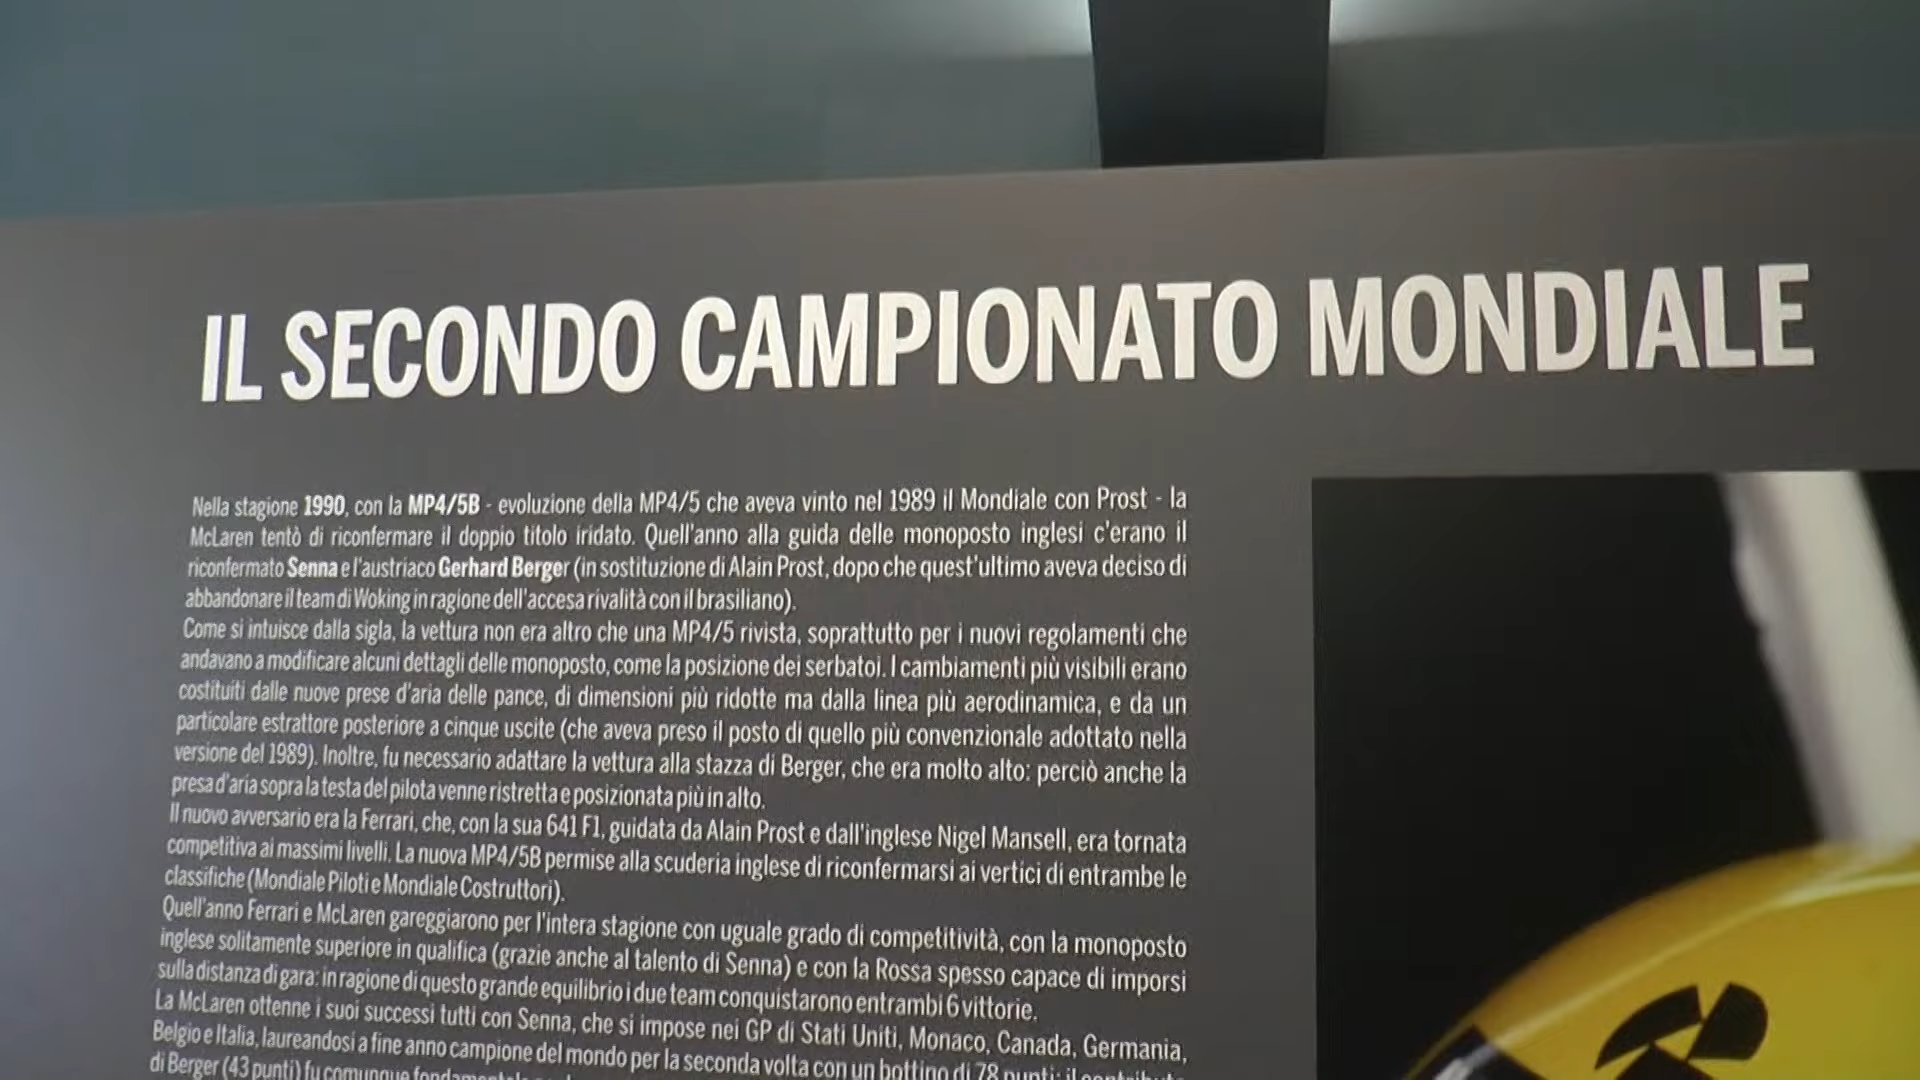 IL SECONDO CAMPIONATO MONDIALE
Nella stagione 1990, con la MP4/5B - evoluzione della MP4/5 che aveva vinto nel 1989 il Mondiale con Prost - la
McLaren tentò di riconfermare il doppio titolo iridato. Quell'anno alla guida delle monoposto inglesi c'erano il
riconfermato Senna e l'austriaco Gerhard Berger (in sostituzione di Alain Prost, dopo che quest'ultimo aveva deciso di
abbandonare il team di Woking in ragione dell'accesa rivalità con il brasiliano).
Come si intuisce dalla sigla, la vettura non era altro che una MP4/5 rivista, soprattutto per i nuovi regolamenti che
andavano a modificare alcuni dettagli delle monoposto, come la posizione dei serbatoi. I cambiamenti più visibili erano
costituiti dalle nuove prese d'aria delle pance, di dimensioni più ridotte ma dalla linea più aerodinamica, e da un
particolare estrattore posteriore a cinque uscite (che aveva preso il posto di quello più convenzionale adottato nella
versione del 1989). Inoltre, fu necessario adattare la vettura alla stazza di Berger, che era molto alto: perciò anche la
presa d'aria sopra la testa del pilota venne ristretta e posizionata più in alto.
Il nuovo avversario era la Ferrari, che, con la sua 641 F1, guidata da Alain Prost e dall'inglese Nigel Mansell, era tornata
competitiva ai massimi livelli. La nuova MP4/5B permise alla scuderia inglese di riconfermarsi ai vertici di entrambe le
classifiche (Mondiale Piloti e Mondiale Costruttori).
Quell'anno Ferrari e McLaren gareggiarono per l'intera stagione con uguale grado di competitività, con la monoposto
inglese solitamente superiore in qualifica (grazie anche al talento di Senna) e con la Rossa spesso capace di imporsi
sulla distanza di gara: in ragione di questo grande equilibrio i due team conquistarono entrambi 6 vittorie.
La McLaren ottenne i suoi successi tutti con Senna, che si impose nei GP di Stati Uniti, Monaco, Canada, Germania,
Belgio e Italia, laureandosi a fine anno campione del mondo per la seconda volta con un bottino di 78 punti; il contributo
di Berger (43 punti) fu comunque